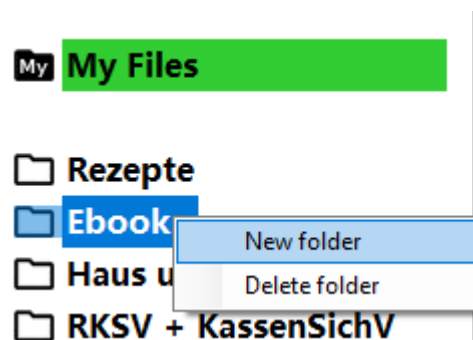 My My Files
Rezepte
Ebook
New folder
Haus u
Delete folder
RKSV + KassenSichV